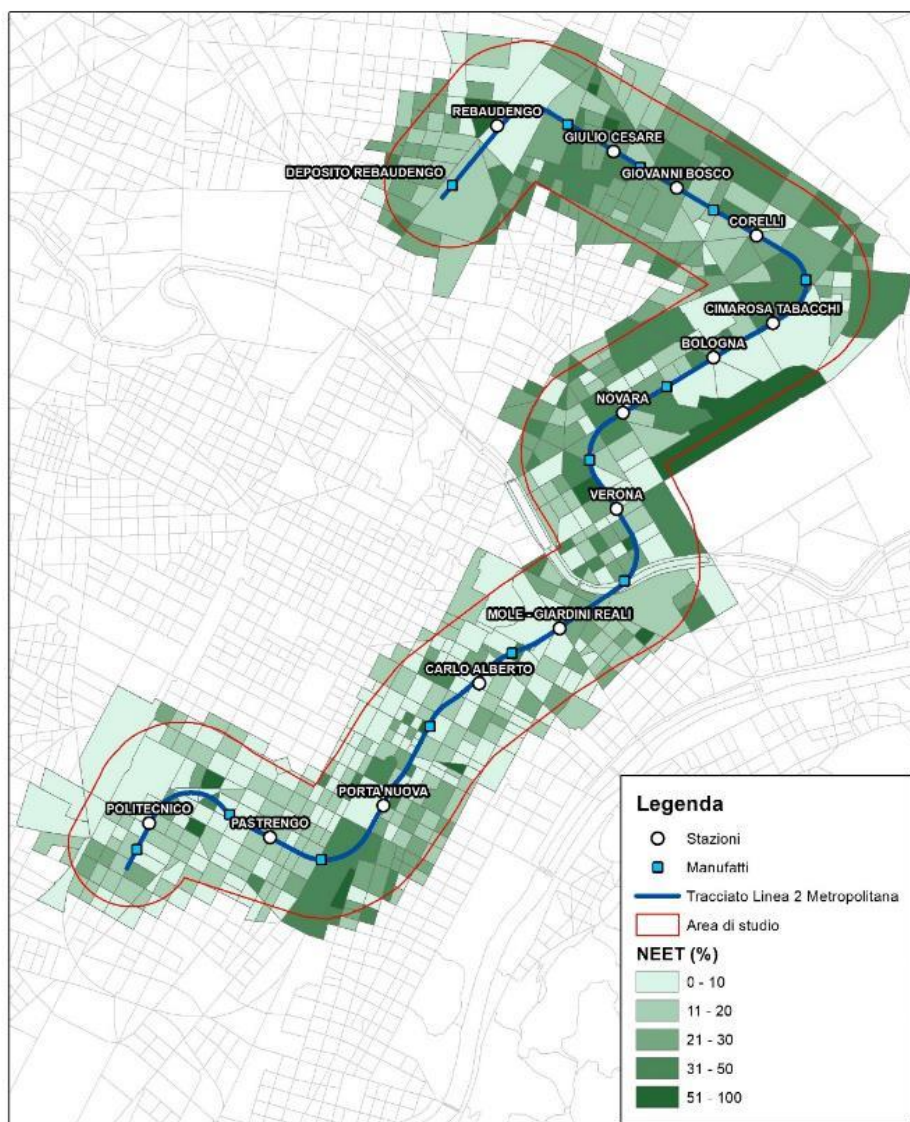 REBAUDENGO
GIULIO CESARE
DEPOSITO REBAUDENGO
GIOVANNI BOSCO
CORELLI
CIMAROSA TABACCHI
BOLOGNA
NOVARA
VERONA
MOLE - GIARDINI REALI
CARLO ALBERTO
PORTA NUOVA
POLITECNICO
PASTRENGO
Legenda
Stazioni
Manufatti
Tracciato Linea 2 Metropolitana
Area di studio
NEET (%)
0 - 10
11 - 20
21 - 30
31 - 50
51 - 100